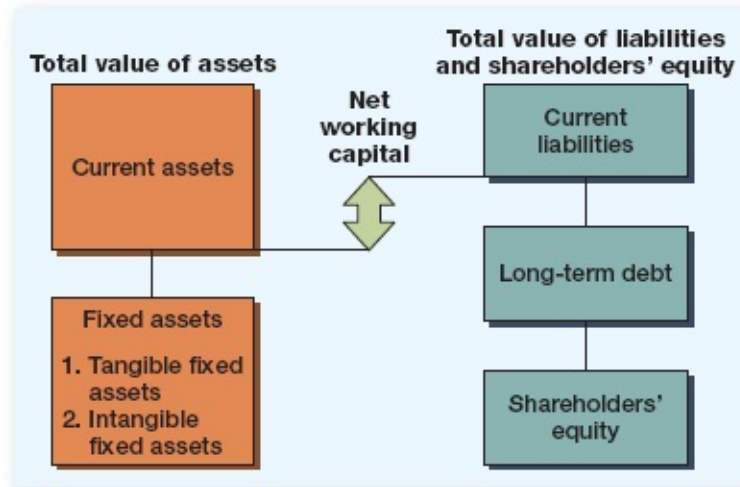 Total value of assets
Current assets
Fixed assets
1. Tangible fixed
assets
2. Intangible
fixed assets
Net
working
capital
Total value of liabilities
and shareholders' equity
Current
liabilities
Long-term debt
Shareholders'
equity